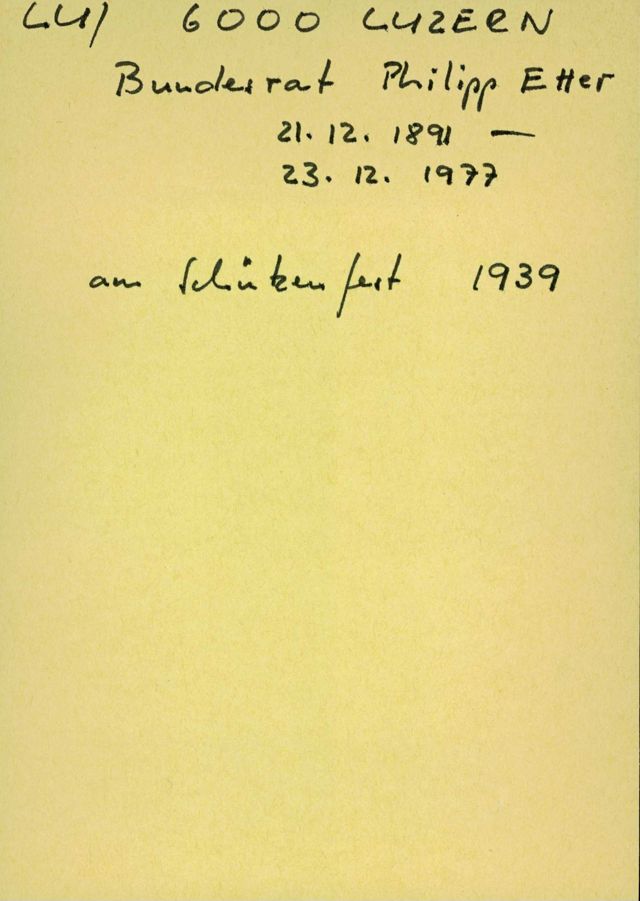 LU/ 6000 LUZERN
Bundesrat Philipp Etter
21. 12. 1891 —
23. 12. 1977
am Schützenfest 1939